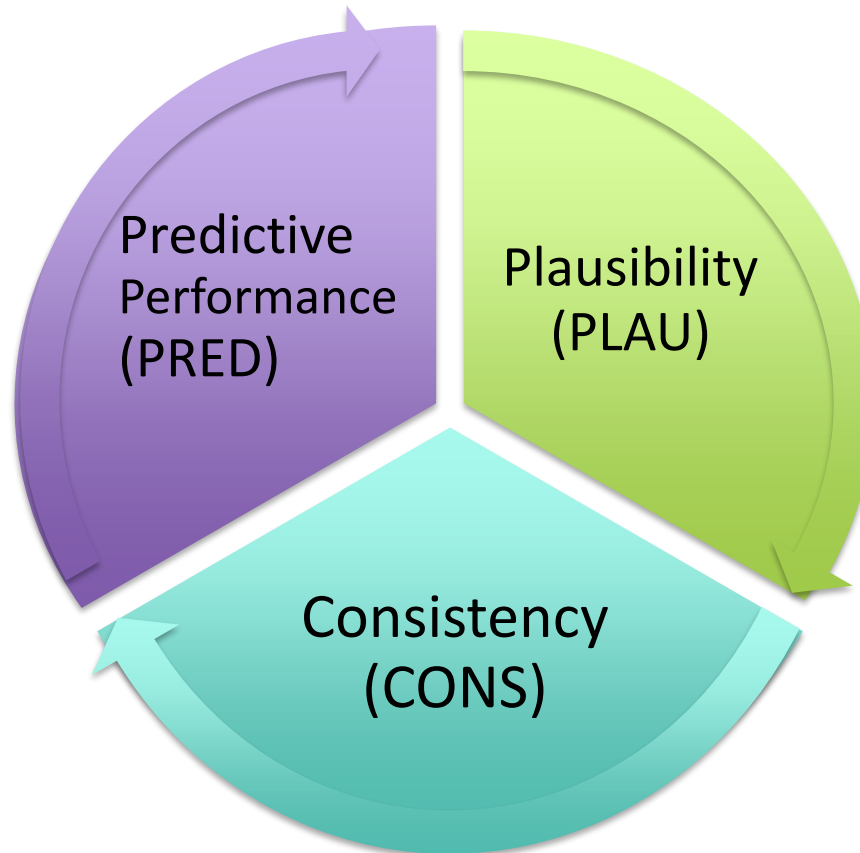 Predictive
Performance
(PRED)
Plausibility
(PLAU)
Consistency
(CONS)